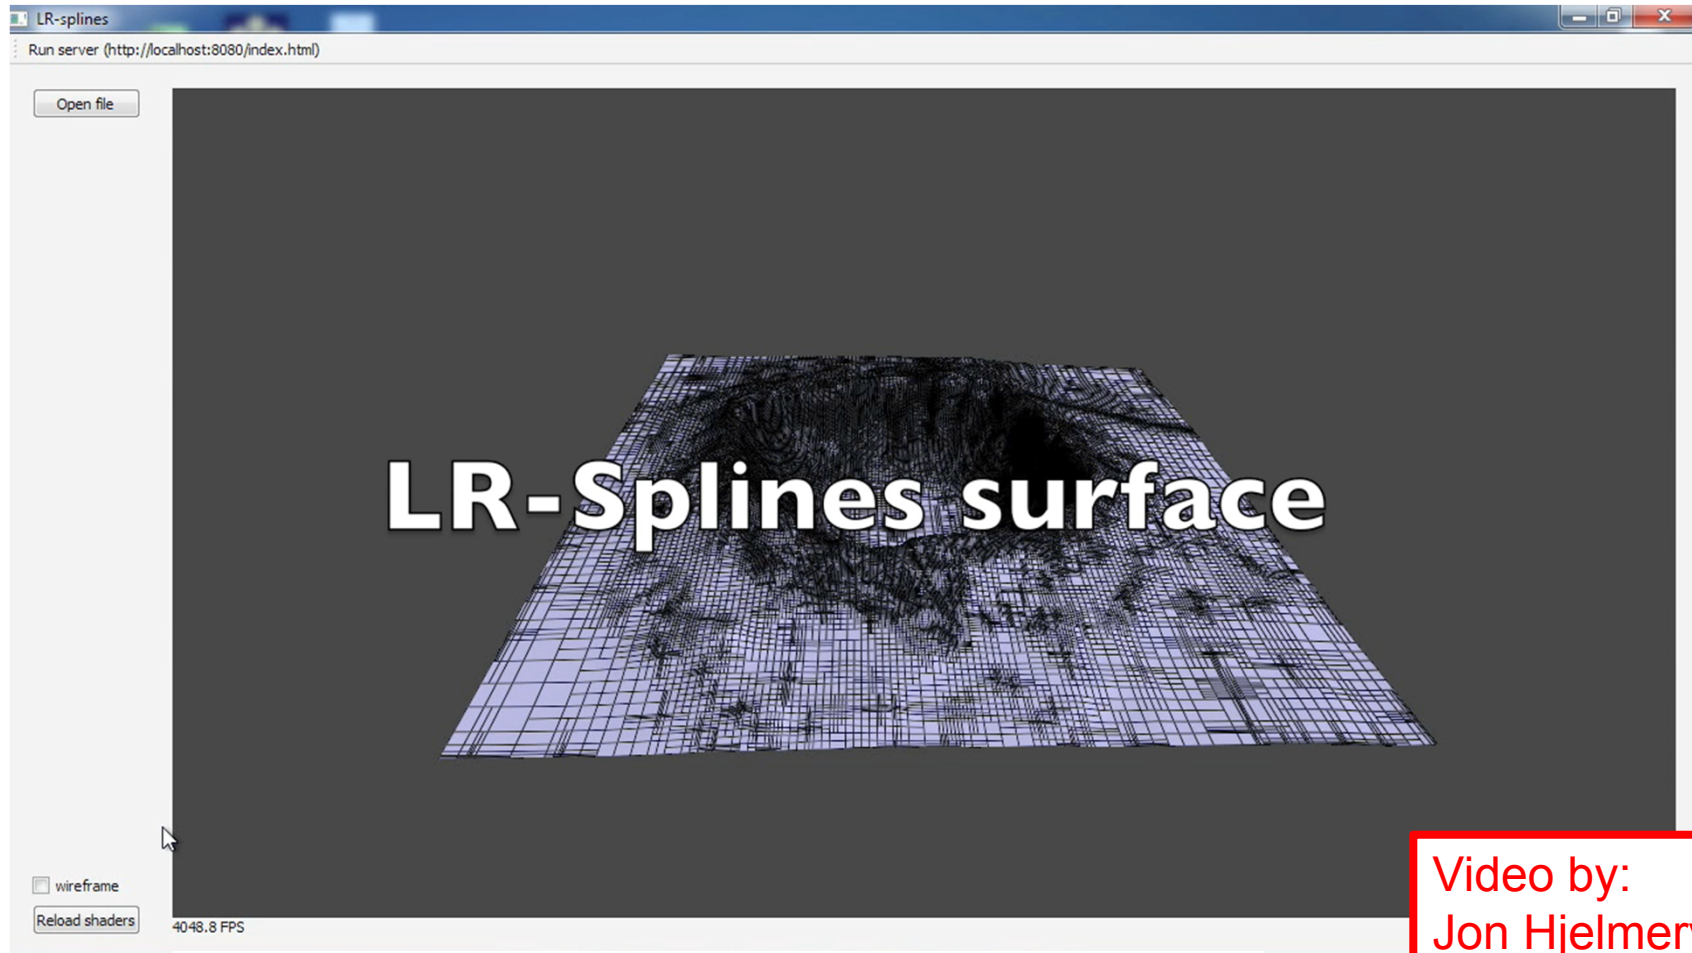 LR-splines
Run server (http://localhost:8080/index.html)
Open file
LR-Splines surface
wireframe
Reload shaders
4048.8 FPS
Video by:
Jon